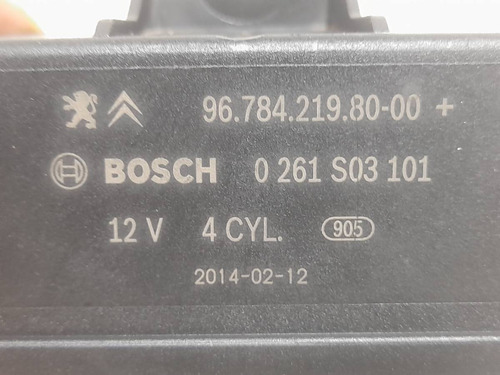 96.784.219.80-00 +
BOSCH 0 261 S03 101
12 V 4 CYL. 905
2014-02-12